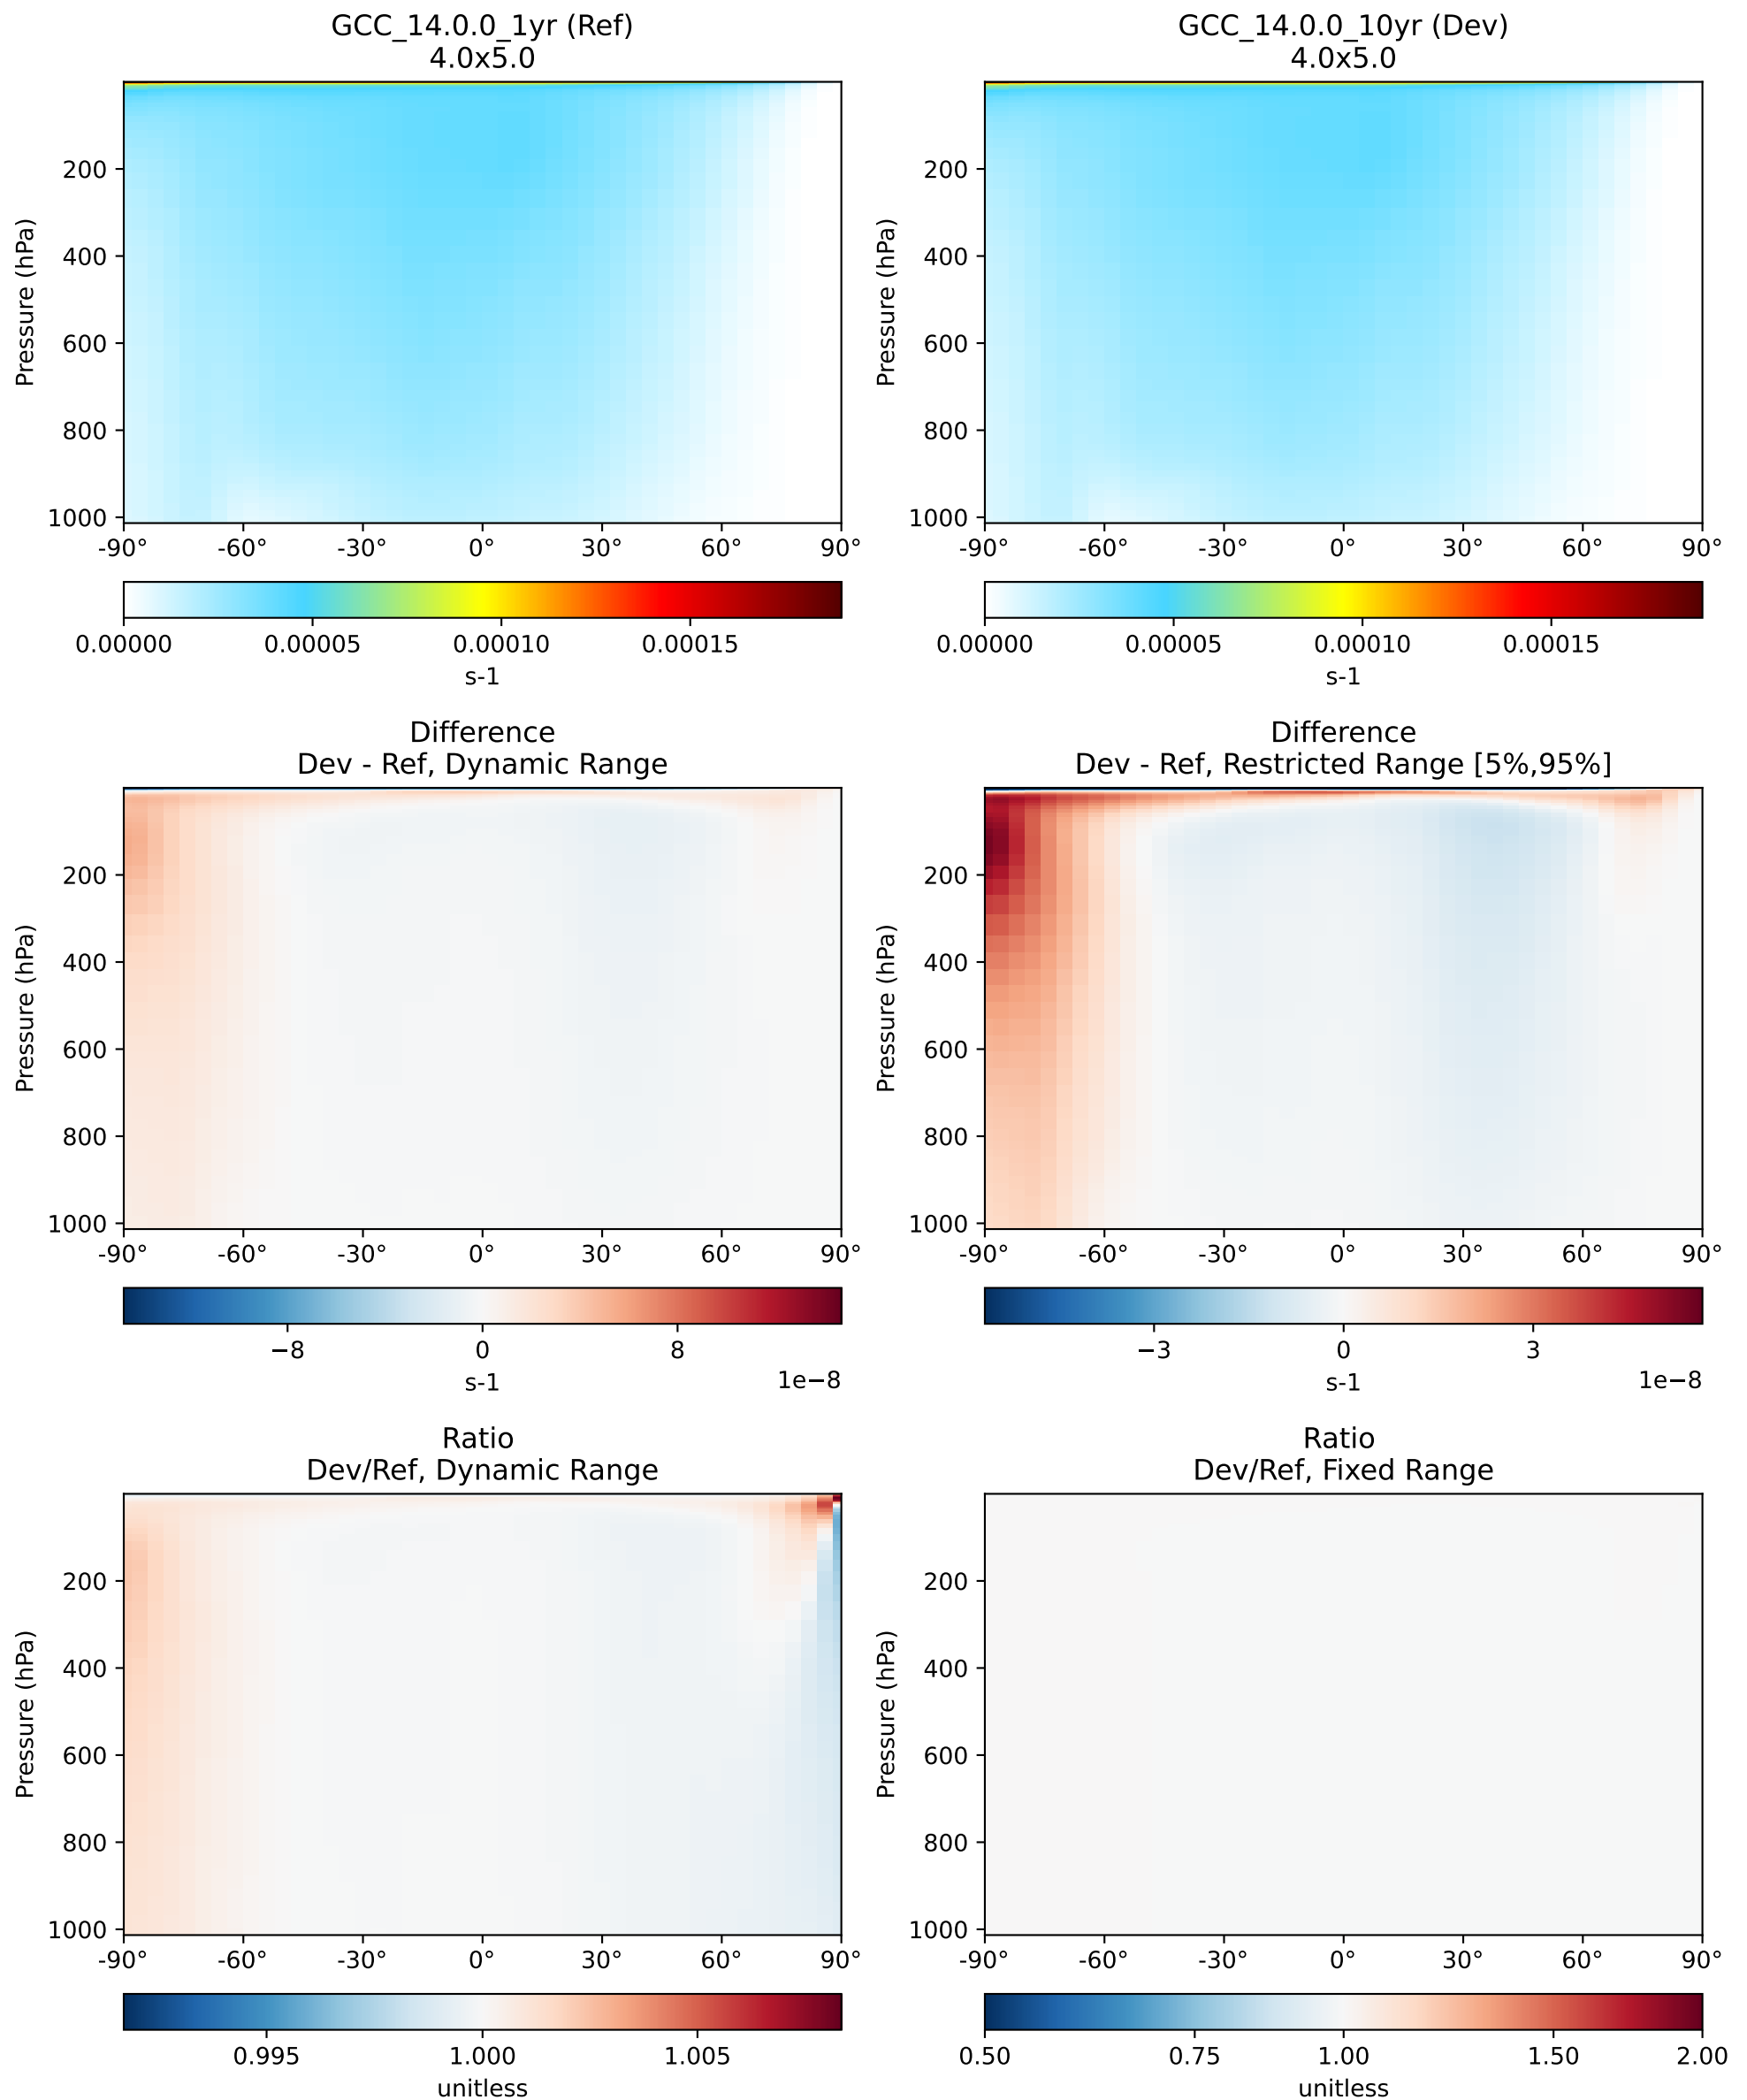 GCC_14.0.0_1yr (Ref)
4.0x5.0
Pressure (hPa)
200
400
600
800
1000
-90° -60° -30° 0° 30° 60° 90°
0.00000 0.00005 0.00010 0.00015
s-1
GCC_14.0.0_10yr (Dev)
4.0x5.0
Pressure (hPa)
200
400
600
800
1000
-90° -60° -30° 0° 30° 60° 90°
0.00000 0.00005 0.00010 0.00015
s-1
Difference
Dev - Ref, Dynamic Range
Pressure (hPa)
200
400
600
800
1000
-90° -60° -30° 0° 30° 60° 90°
−8 0 8
s-1
1e−8
Difference
Dev - Ref, Restricted Range [5%,95%]
Pressure (hPa)
200
400
600
800
1000
-90° -60° -30° 0° 30° 60° 90°
−3 0 3
s-1
1e−8
Ratio
Dev/Ref, Dynamic Range
Pressure (hPa)
200
400
600
800
1000
-90° -60° -30° 0° 30° 60° 90°
0.995 1.000 1.005
unitless
Ratio
Dev/Ref, Fixed Range
Pressure (hPa)
200
400
600
800
1000
-90° -60° -30° 0° 30° 60° 90°
0.50 0.75 1.00 1.50 2.00
unitless